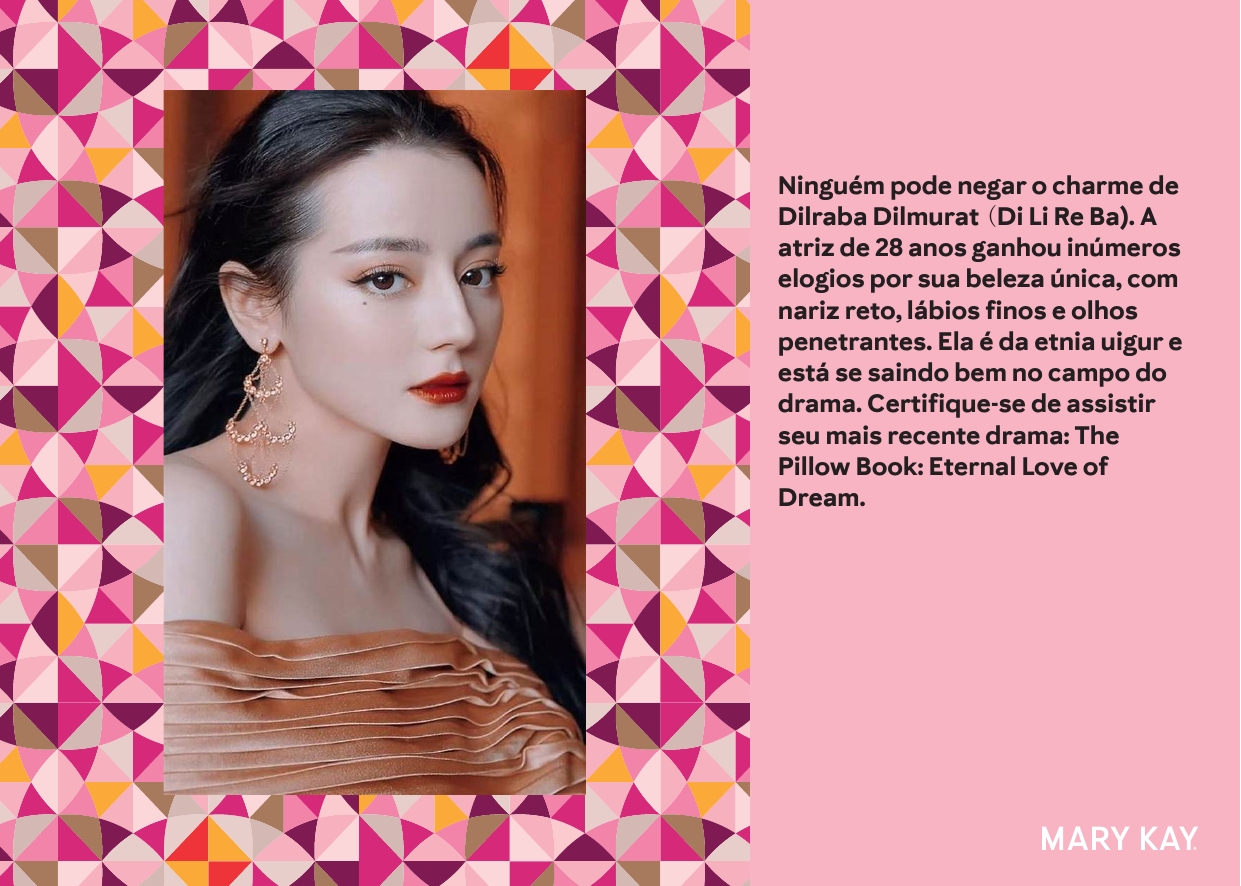 Ninguém pode negar o charme de
Dilraba Dilmurat（Di Li Re Ba). A
atriz de 28 anos ganhou inúmeros
elogios por sua beleza única, com
nariz reto, lábios finos e olhos
penetrantes. Ela é da etnia uigur e
está se saindo bem no campo do
drama. Certifique-se de assistir
seu mais recente drama: The
Pillow Book: Eternal Love of
Dream.
MARY KAY.